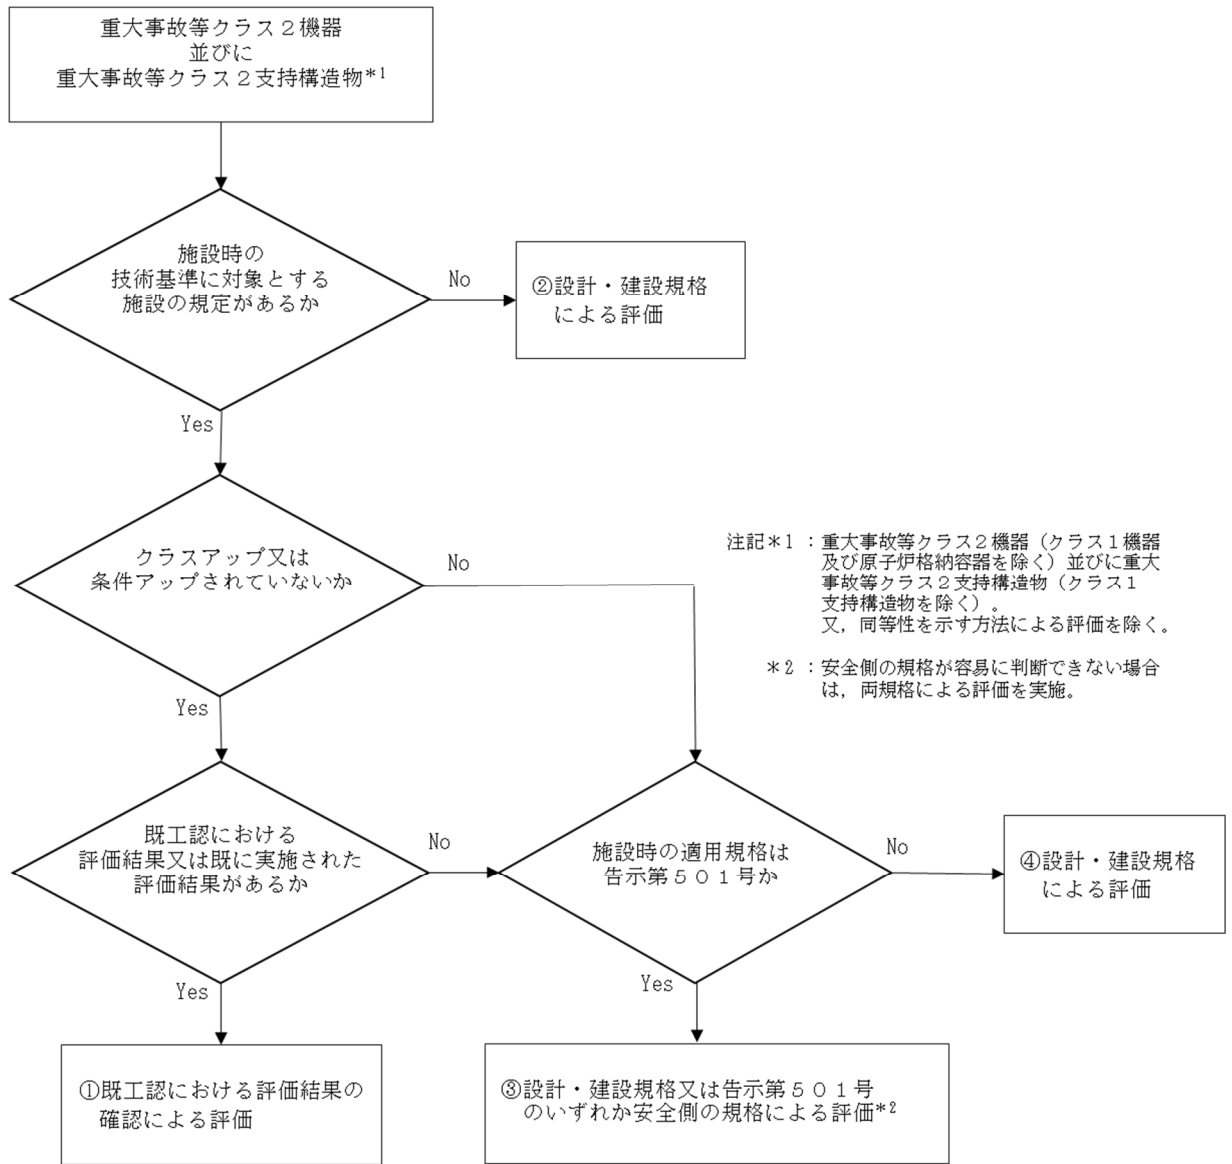 重大事故等クラス２機器
並びに
重大事故等クラス２支持構造物*1
施設時の
技術基準に対象とする
施設の規定があるか
No
②設計・建設規格
による評価
Yes
クラスアップ又は
条件アップされていないか
No
注記＊1 ：重大事故等クラス２機器（クラス１機器
及び原子炉格納容器を除く）並びに重大
事故等クラス２支持構造物（クラス１
支持構造物を除く）。
又，同等性を示す方法による評価を除く。
＊2 ：安全側の規格が容易に判断できない場合
は，両規格による評価を実施。
Yes
既工認における
評価結果又は既に実施された
評価結果があるか
No
施設時の適用規格は
告示第５０１号か
No
④設計・建設規格
による評価
Yes
Yes
①既工認における評価結果の
確認による評価
③設計・建設規格又は告示第５０１号
のいずれか安全側の規格による評価*2